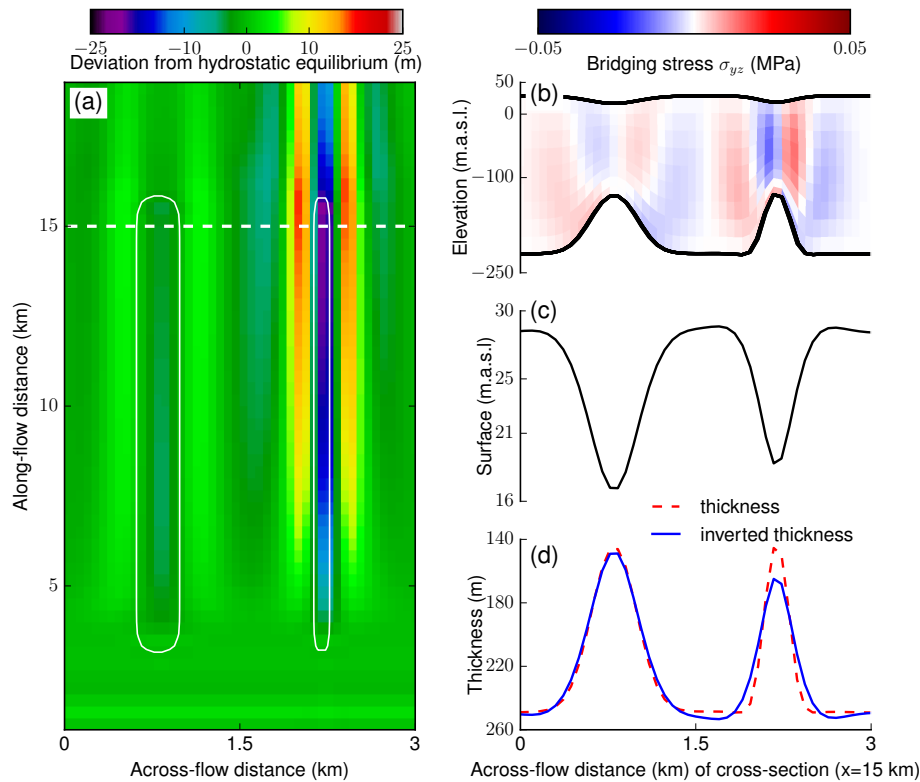 −25 −10 0 10 25
Deviation from hydrostatic equilibrium (m)
(a)
15
10
5
Along-flow distance (km)
0 1.5 3
Across-flow distance (km)
−0.05 0.05
Bridging stress σyz (MPa)
(b)
50
0
−100
−250
Elevation (m.a.s.l.)
(c)
30
25
21
16
Surface (m.a.s.l)
thickness
inverted thickness
(d)
140
180
220
260
Thickness (m)
0 1.5 3
Across-flow distance (km) of cross-section (x=15 km)